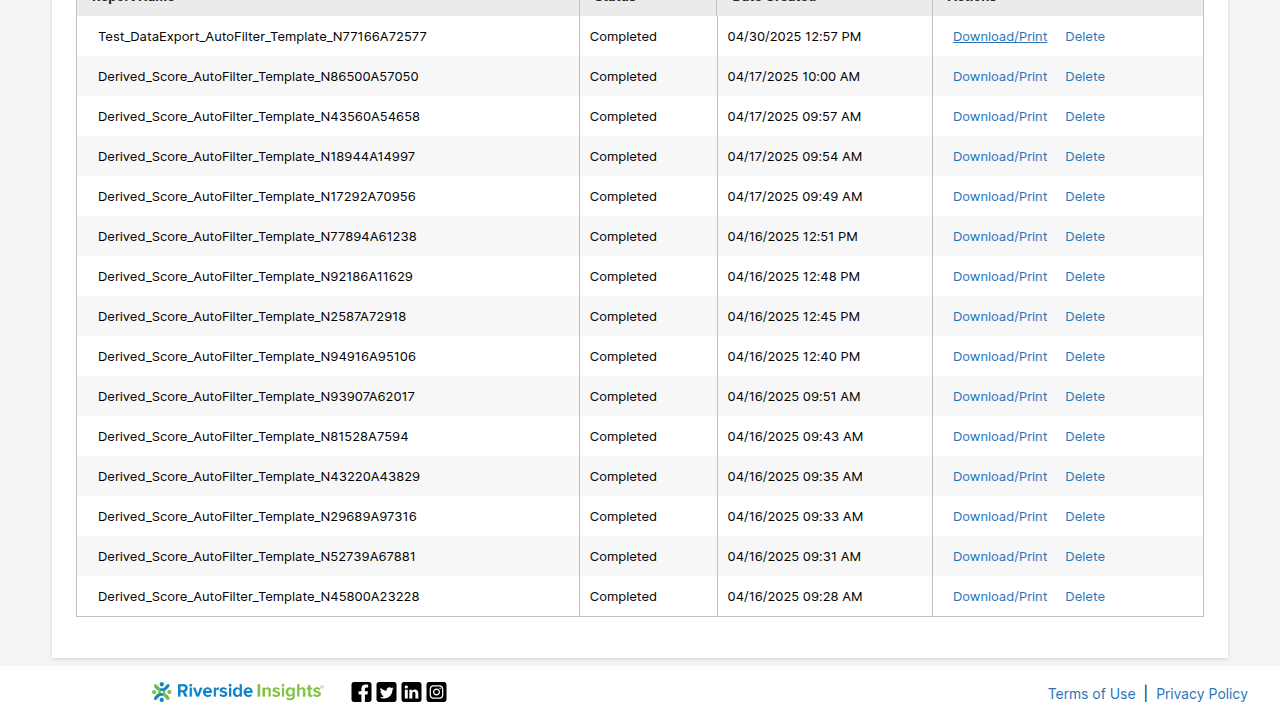 Test_DataExport_AutoFilter_Template_N77166A72577 Completed 04/30/2025 12:57 PM Download/Print Delete
Derived_Score_AutoFilter_Template_N86500A57050 Completed 04/17/2025 10:00 AM Download/Print Delete
Derived_Score_AutoFilter_Template_N43560A54658 Completed 04/17/2025 09:57 AM Download/Print Delete
Derived_Score_AutoFilter_Template_N18944A14997 Completed 04/17/2025 09:54 AM Download/Print Delete
Derived_Score_AutoFilter_Template_N17292A70956 Completed 04/17/2025 09:49 AM Download/Print Delete
Derived_Score_AutoFilter_Template_N77894A61238 Completed 04/16/2025 12:51 PM Download/Print Delete
Derived_Score_AutoFilter_Template_N92186A11629 Completed 04/16/2025 12:48 PM Download/Print Delete
Derived_Score_AutoFilter_Template_N2587A72918 Completed 04/16/2025 12:45 PM Download/Print Delete
Derived_Score_AutoFilter_Template_N94916A95106 Completed 04/16/2025 12:40 PM Download/Print Delete
Derived_Score_AutoFilter_Template_N93907A62017 Completed 04/16/2025 09:51 AM Download/Print Delete
Derived_Score_AutoFilter_Template_N81528A7594 Completed 04/16/2025 09:43 AM Download/Print Delete
Derived_Score_AutoFilter_Template_N43220A43829 Completed 04/16/2025 09:35 AM Download/Print Delete
Derived_Score_AutoFilter_Template_N29689A97316 Completed 04/16/2025 09:33 AM Download/Print Delete
Derived_Score_AutoFilter_Template_N52739A67881 Completed 04/16/2025 09:31 AM Download/Print Delete
Derived_Score_AutoFilter_Template_N45800A23228 Completed 04/16/2025 09:28 AM Download/Print Delete
Riverside Insights Terms of Use | Privacy Policy